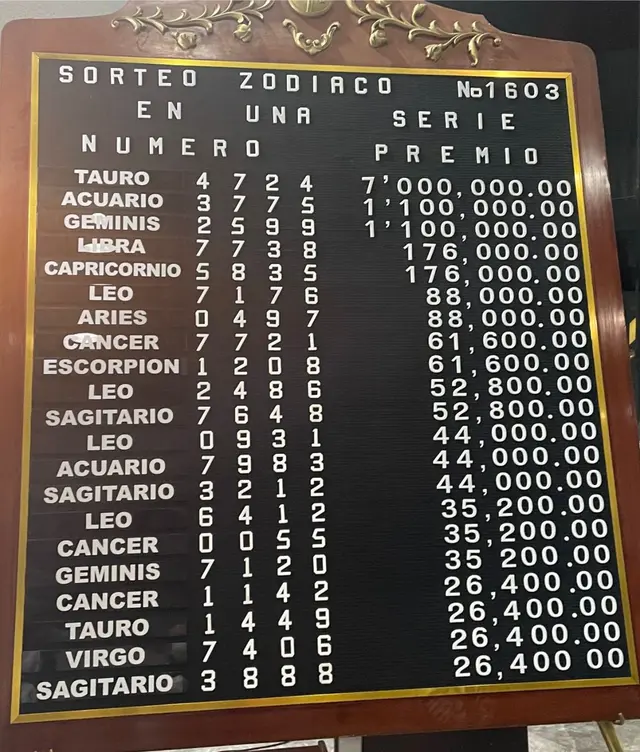 SORTEO ZODIACO No1603
EN UNA SERIE
NUMERO PREMIO
TAURO 4 7 2 4 7'000,000.00
ACUARIO 3 7 7 5 1'100,000.00
GEMINIS 2 5 9 9 1'100,000.00
LIBRA 7 7 3 8 176,000.00
CAPRICORNIO 5 8 3 5 176,000.00
LEO 7 1 7 6 88,000.00
ARIES 0 4 9 7 88,000.00
CANCER 7 7 2 1 61,600.00
ESCORPION 1 2 0 8 61,600.00
LEO 2 4 8 6 52,800.00
SAGITARIO 7 6 4 8 52,800.00
LEO 0 9 3 1 44,000.00
ACUARIO 7 9 8 3 44,000.00
SAGITARIO 3 2 1 2 44,000.00
LEO 6 4 1 2 35,200.00
CANCER 0 0 5 5 35,200.00
GEMINIS 7 1 2 0 35 200.00
CANCER 1 1 4 2 26,400.00
TAURO 1 4 4 9 26,400.00
VIRGO 7 4 0 6 26,400.00
SAGITARIO 3 8 8 8 26,400 00